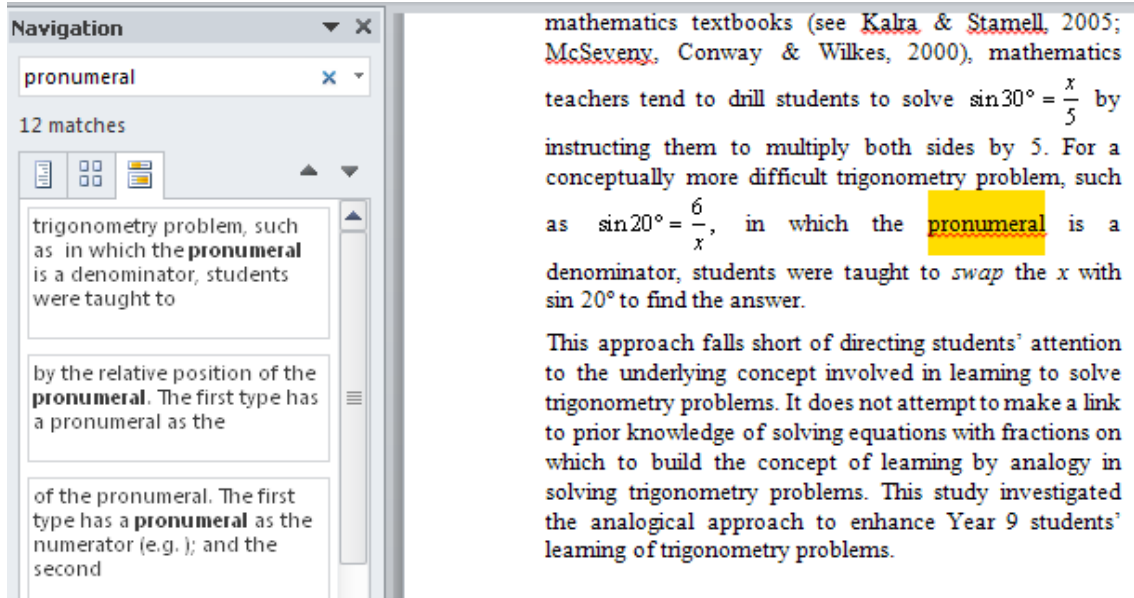 Navigation
pronumeral
12 matches
trigonometry problem, such
as in which the pronumeral
is a denominator, students
were taught to
by the relative position of the
pronumeral. The first type has
a pronumeral as the
of the pronumeral. The first
type has a pronumeral as the
numerator (e.g. ); and the
second
mathematics textbooks (see Kalra & Stamell, 2005;
McSeveny, Conway & Wilkes, 2000), mathematics
teachers tend to drill students to solve sin30° = x/5 by
instructing them to multiply both sides by 5. For a
conceptually more difficult trigonometry problem, such
as sin20° = 6/x, in which the pronumeral is a
denominator, students were taught to swap the x with
sin 20° to find the answer.
This approach falls short of directing students' attention
to the underlying concept involved in learning to solve
trigonometry problems. It does not attempt to make a link
to prior knowledge of solving equations with fractions on
which to build the concept of learning by analogy in
solving trigonometry problems. This study investigated
the analogical approach to enhance Year 9 students'
learning of trigonometry problems.